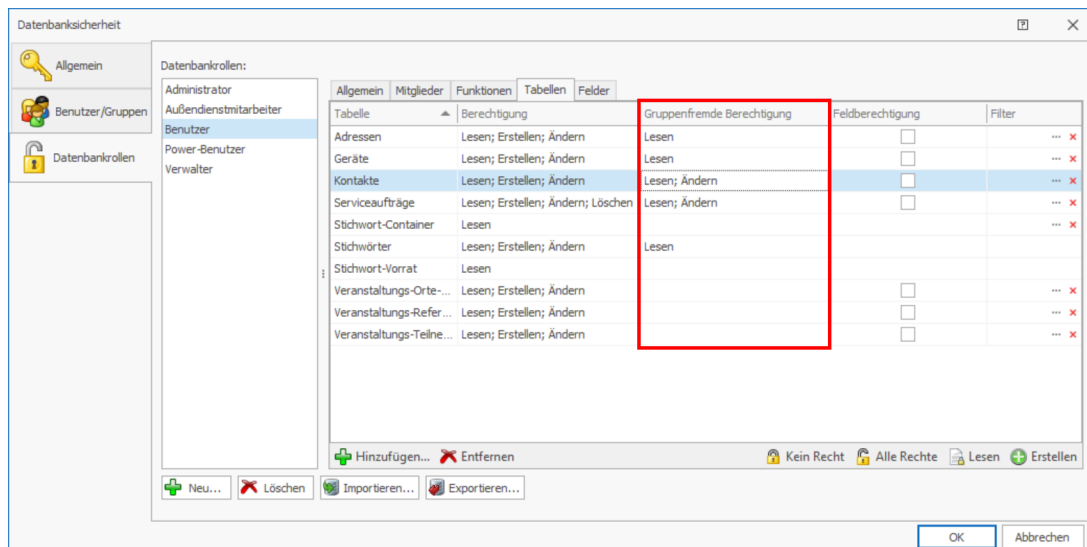 Datenbanksicherheit
Allgemein
Benutzer/Gruppen
Datenbankrollen
Datenbankrollen:
Administrator
Außendienstmitarbeiter
Benutzer
Power-Benutzer
Verwalter
Allgemein Mitglieder Funktionen Tabellen Felder
Tabelle Berechtigung Gruppenfremde Berechtigung Feldberechtigung Filter
Adressen Lesen; Erstellen; Ändern Lesen
Geräte Lesen; Erstellen; Ändern Lesen
Kontakte Lesen; Erstellen; Ändern Lesen; Ändern
Serviceaufträge Lesen; Erstellen; Ändern; Löschen Lesen; Ändern
Stichwort-Container Lesen
Stichwörter Lesen; Erstellen; Ändern Lesen
Stichwort-Vorrat Lesen
Veranstaltungs-Orte-... Lesen; Erstellen; Ändern
Veranstaltungs-Refer... Lesen; Erstellen; Ändern
Veranstaltungs-Teilne... Lesen; Erstellen; Ändern
Hinzufügen... Entfernen Kein Recht Alle Rechte Lesen Erstellen
Neu... Löschen Importieren... Exportieren...
OK Abbrechen